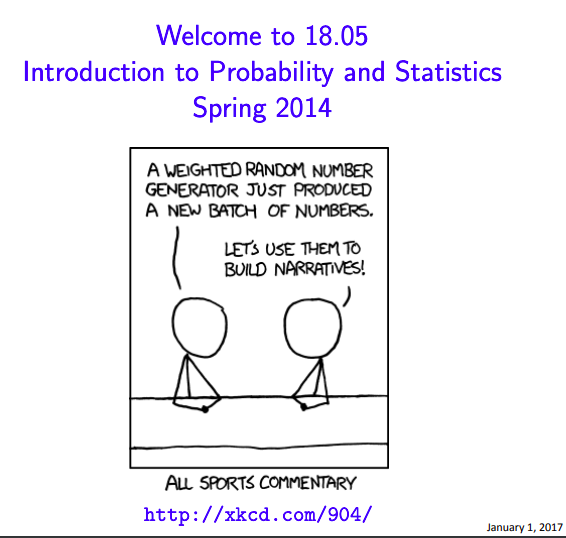 Welcome to 18.05
Introduction to Probability and Statistics
Spring 2014
A WEIGHTED RANDOM NUMBER
GENERATOR JUST PRODUCED
A NEW BATCH OF NUMBERS.
LET'S USE THEM TO
BUILD NARRATIVES!
ALL SPORTS COMMENTARY
http://xkcd.com/904/
January 1, 2017